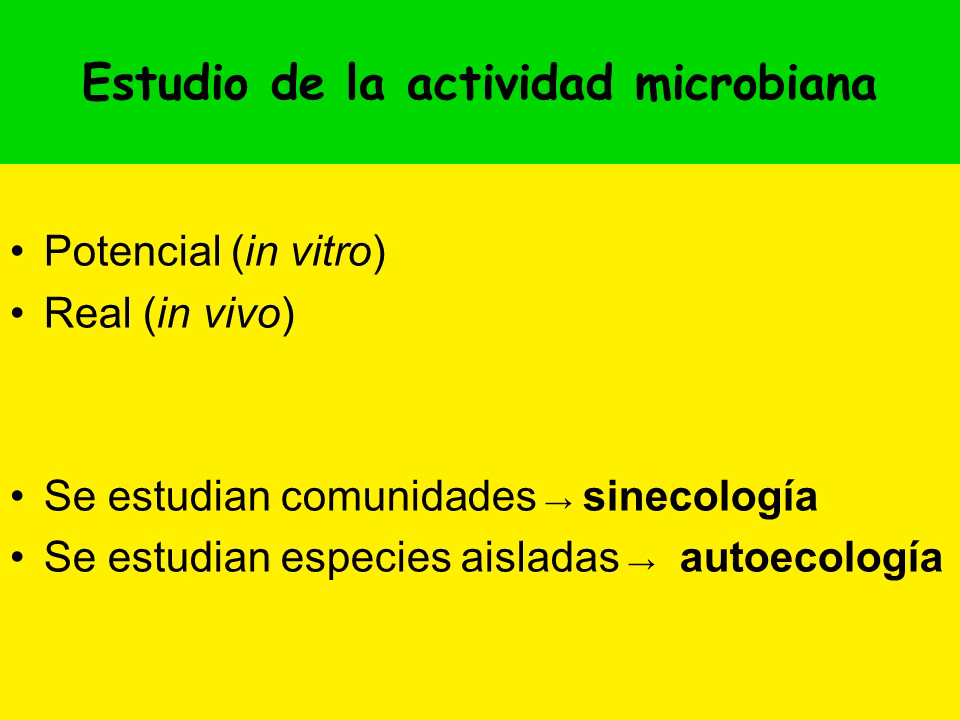 Estudio de la actividad microbiana
• Potencial (in vitro)
• Real (in vivo)
• Se estudian comunidades → sinecología
• Se estudian especies aisladas → autoecología